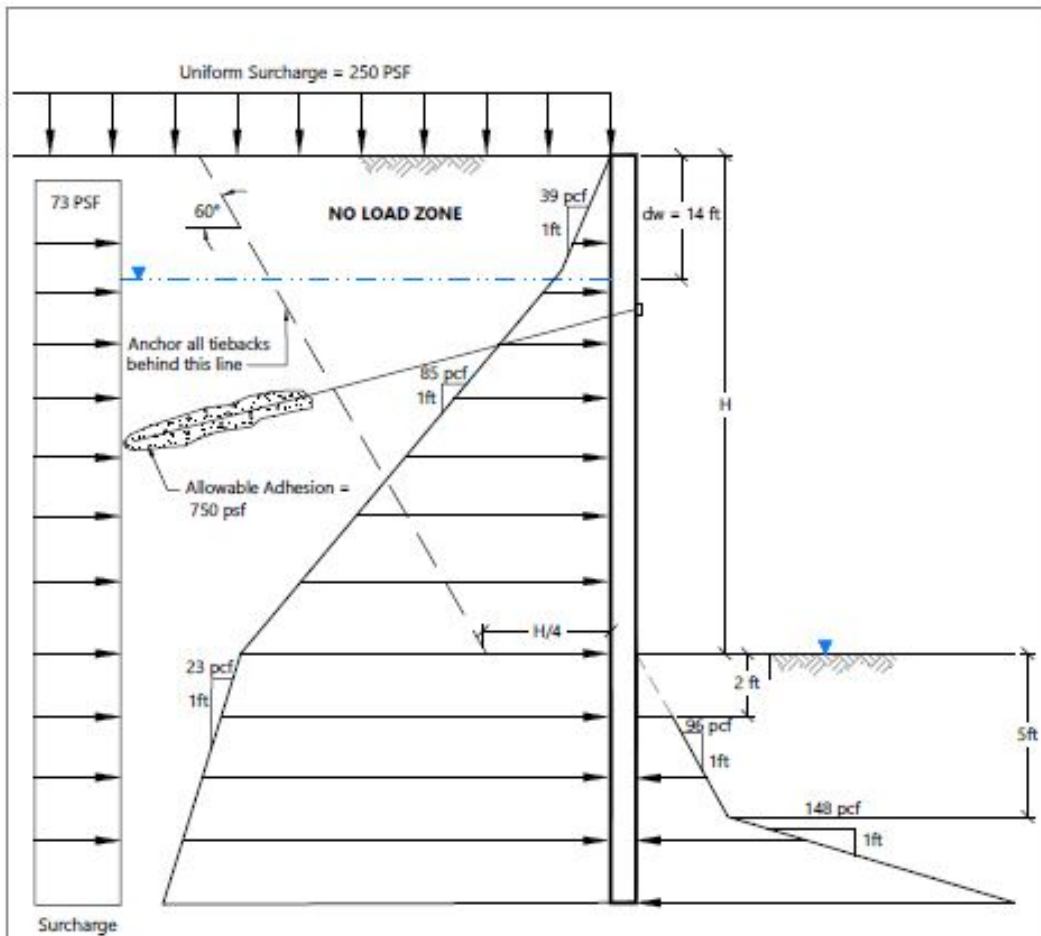 Uniform Surcharge = 250 PSF
73 PSF
60°
NO LOAD ZONE
39 pcf
1ft
dw = 14 ft
Anchor all tiebacks
behind this line
85 pcf
1ft
H
Allowable Adhesion =
750 psf
H/4
23 pcf
1ft
2 ft
96 pcf
1ft
5ft
148 pcf
1ft
Surcharge